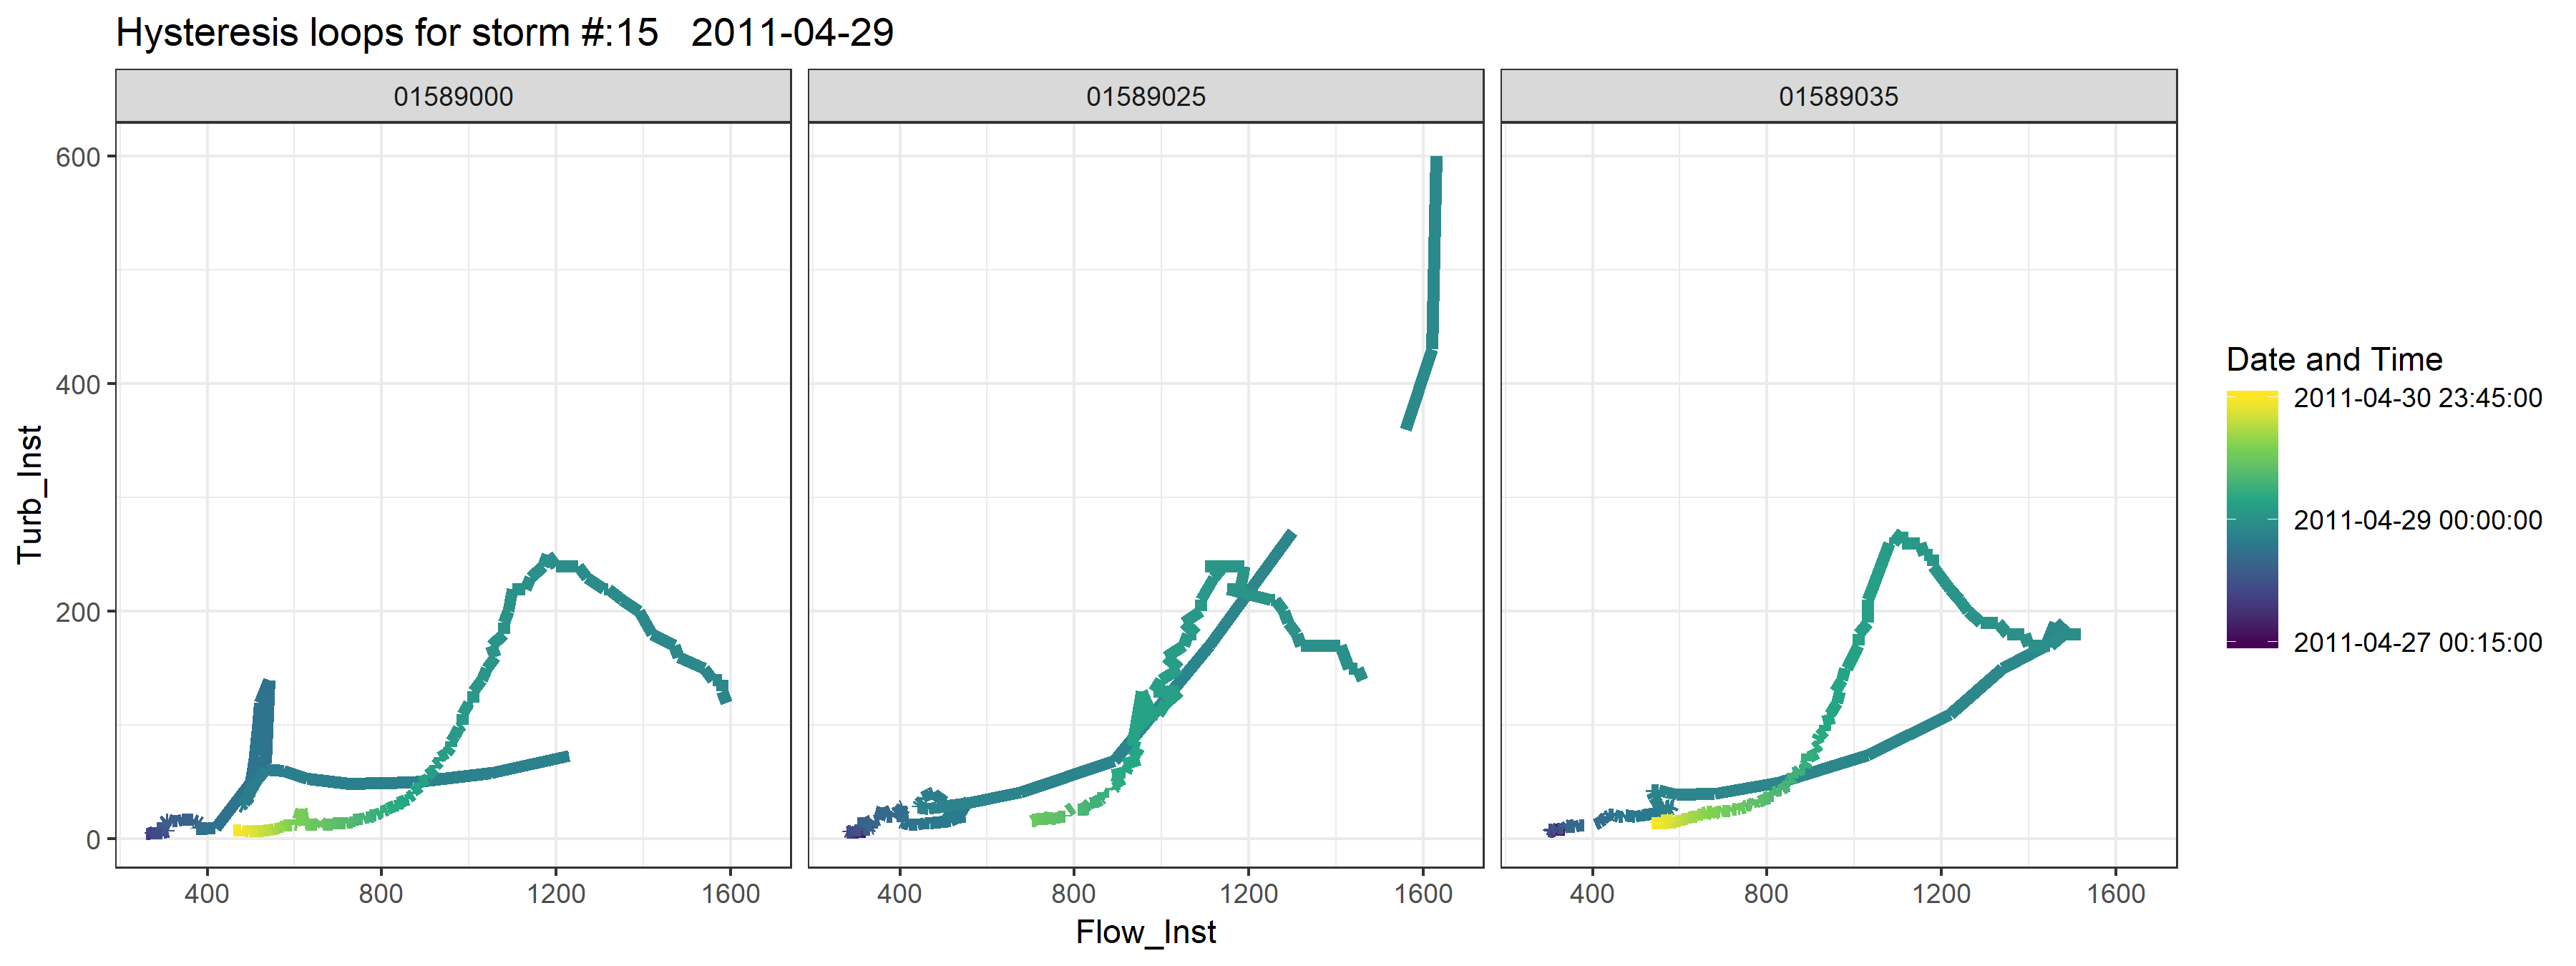 Hysteresis loops for storm #:15   2011-04-29
01589000
01589025
01589035
Turb_Inst
600
400
200
0
400 800 1200 1600
400 800 1200 1600
400 800 1200 1600
Flow_Inst
Date and Time
2011-04-30 23:45:00
2011-04-29 00:00:00
2011-04-27 00:15:00